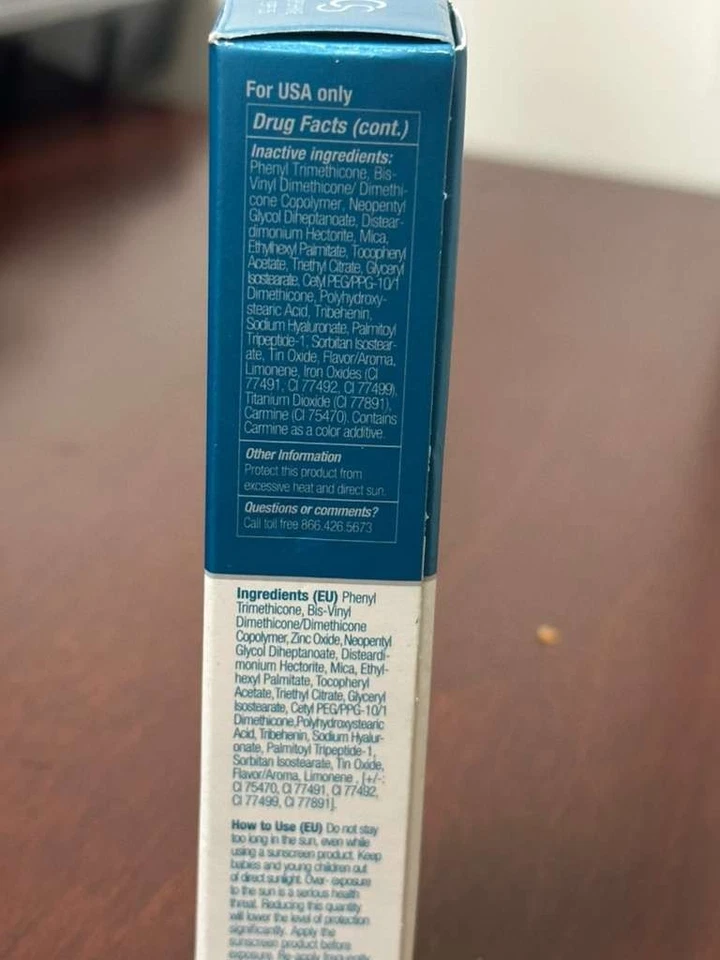 For USA only
Drug Facts (cont.)
Inactive ingredients:
Phenyl Trimethicone, Bis-
Vinyl Dimethicone/ Dimethi-
cone Copolymer, Neopentyl
Glycol Diheptanoate, Distear-
dimonium Hectorite, Mica,
Ethylhexyl Palmitate, Tocopheryl
Acetate, Triethyl Citrate, Glyceryl
Isostearate, Cetyl PEG/PPG-10/1
Dimethicone, Polyhydroxy-
stearic Acid, Tribehenin,
Sodium Hyaluronate, Palmitoyl
Tripeptide-1, Sorbitan Isostear-
ate, Tin Oxide, Flavor/Aroma,
Limonene, Iron Oxides (CI
77491, CI 77492, CI 77499),
Titanium Dioxide (CI 77891),
Carmine (CI 75470). Contains
Carmine as a color additive.
Other Information
Protect this product from
excessive heat and direct sun.
Questions or comments?
Call toll free 866.426.5673
Ingredients (EU) Phenyl
Trimethicone, Bis-Vinyl
Dimethicone/Dimethicone
Copolymer, Zinc Oxide, Neopentyl
Glycol Diheptanoate, Disteardi-
monium Hectorite, Mica, Ethyl-
hexyl Palmitate, Tocopheryl
Acetate, Triethyl Citrate, Glyceryl
Isostearate, Cetyl PEG/PPG-10/1
Dimethicone,Polyhydroxystearic
Acid, Tribehenin, Sodium Hyalur-
onate, Palmitoyl Tripeptide-1,
Sorbitan Isostearate, Tin Oxide,
Flavor/Aroma, Limonene , [+/-:
CI 75470, CI 77491, CI 77492,
CI 77499, CI 77891].
How to Use (EU) Do not stay
too long in the sun, even while
using a sunscreen product. Keep
babies and young children out
of direct sunlight. Over- exposure
to the sun is a serious health
threat. Reducing this quantity
will lower the level of protection
significantly. Apply the
sunscreen product before
exposure. Re-apply frequently